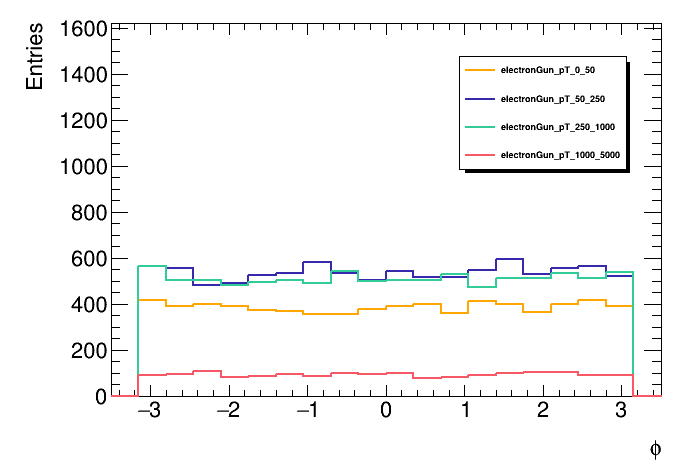 Entries
1600
1400
1200
1000
800
600
400
200
0
electronGun_pT_0_50
electronGun_pT_50_250
electronGun_pT_250_1000
electronGun_pT_1000_5000
−3 −2 −1 0 1 2 3
ϕ